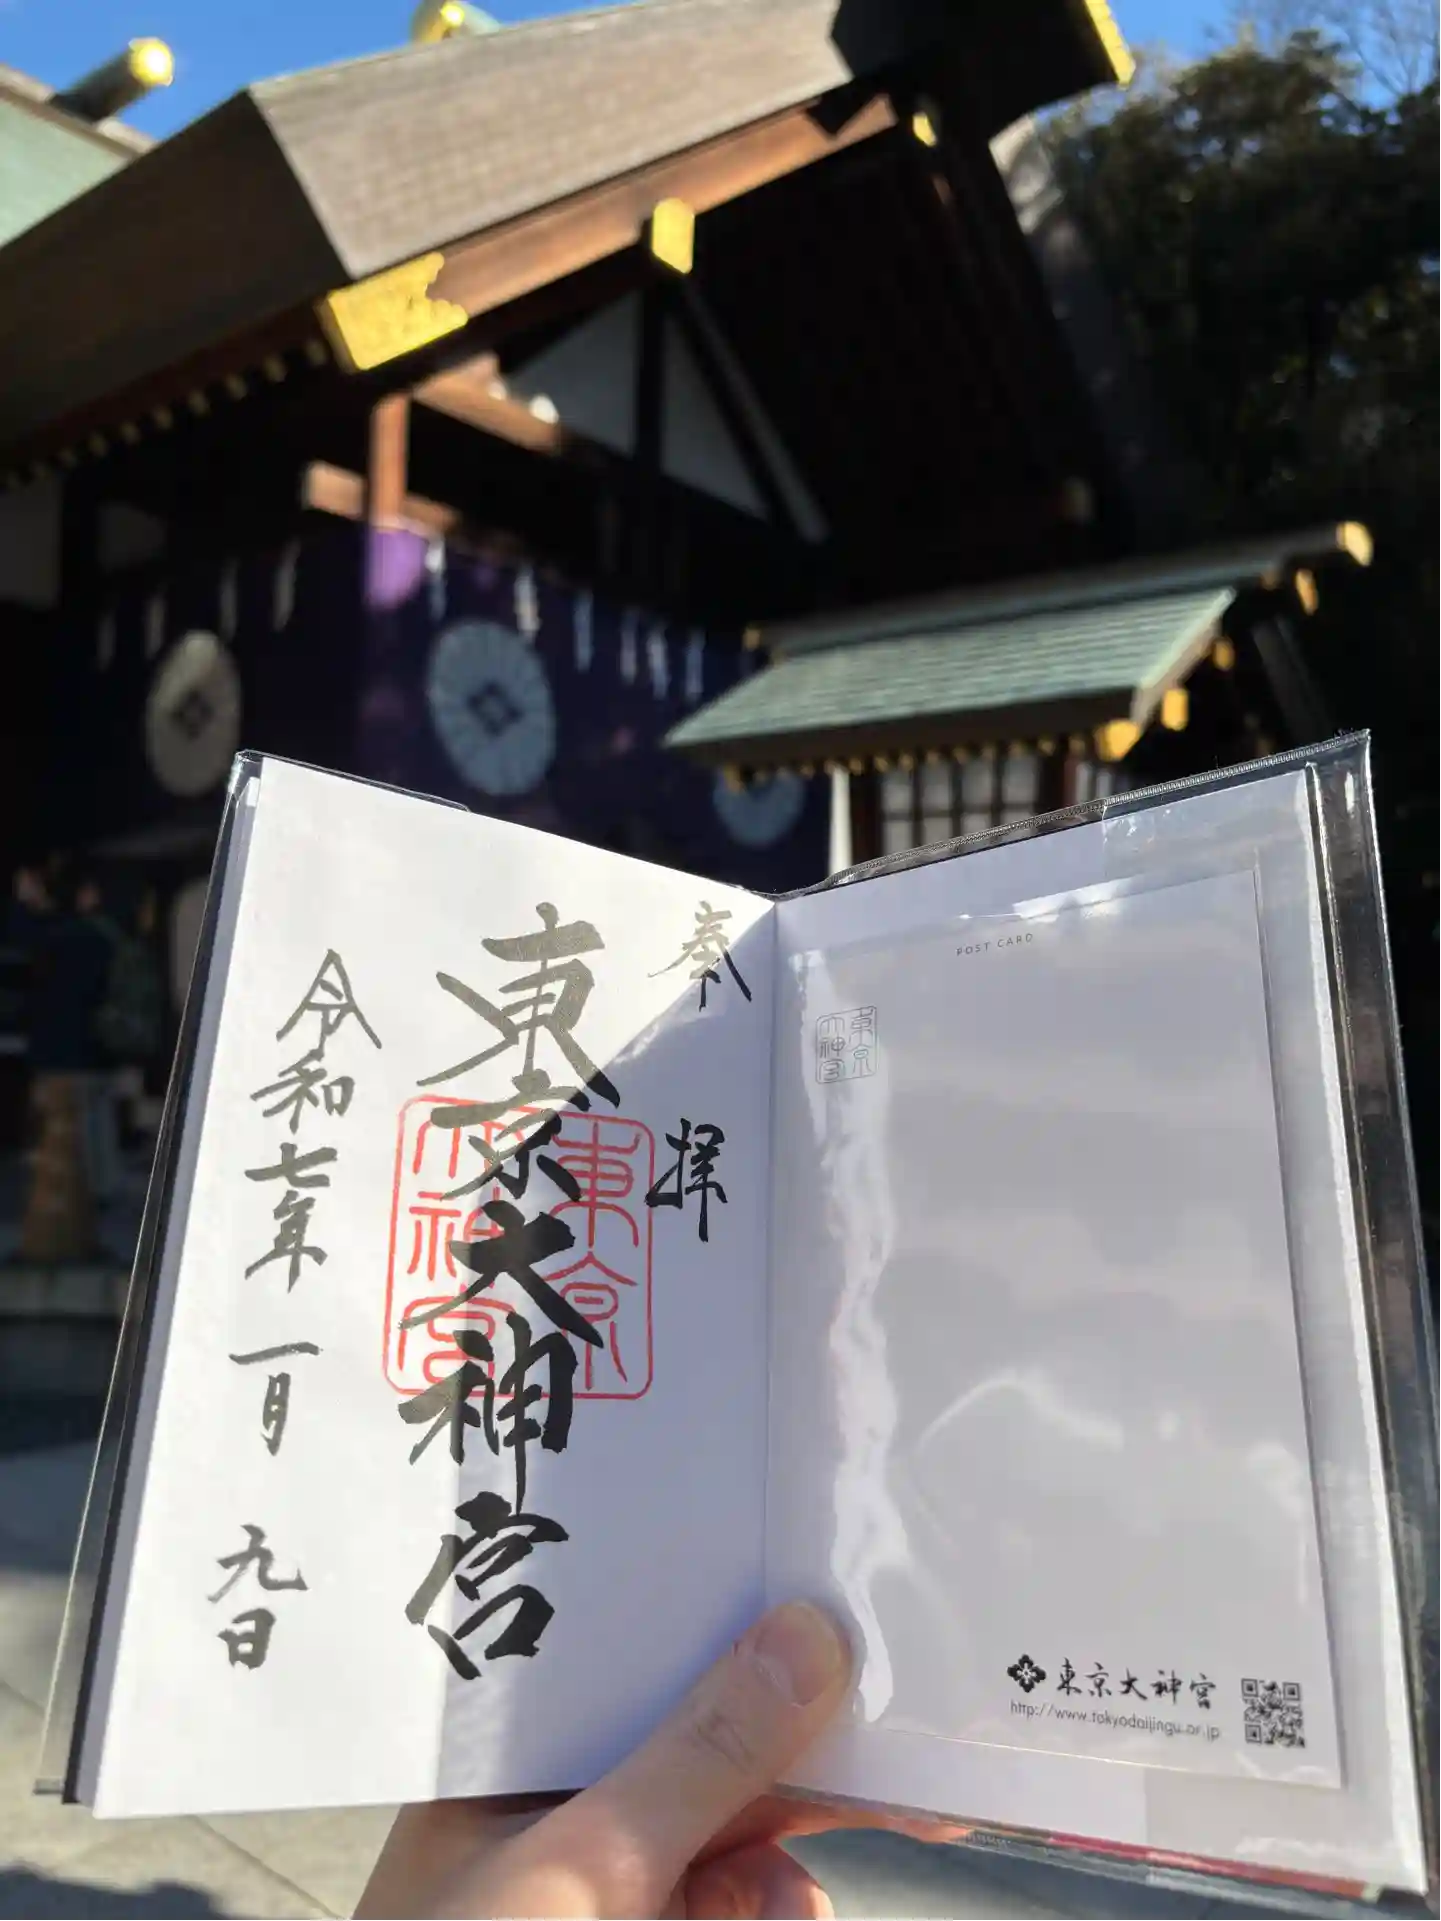 奉拝
東京大神宮
東京
大神宮
令和七年一月九日
POST CARD
東京
大神宮
東京大神宮
http://www.tokyodaijingu.or.jp